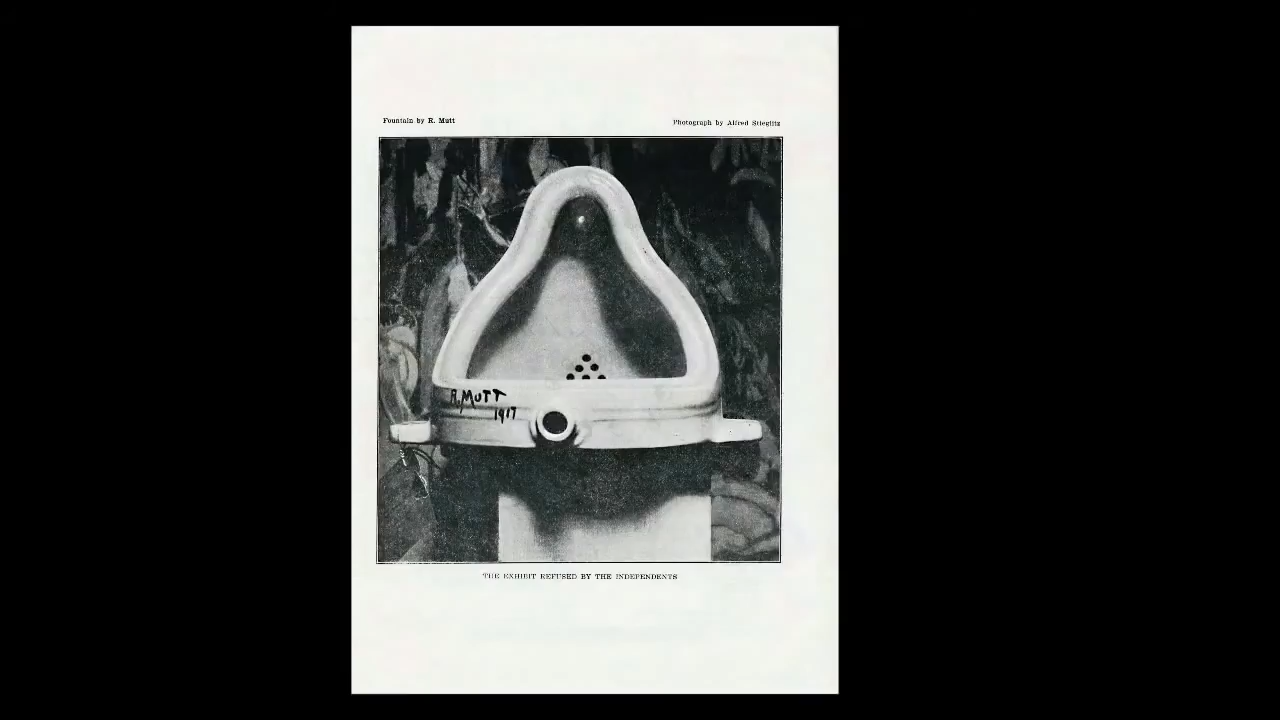 Fountain by R. Mutt
Photograph by Alfred Stieglitz
R. MUTT
1917
THE EXHIBIT REFUSED BY THE INDEPENDENTS